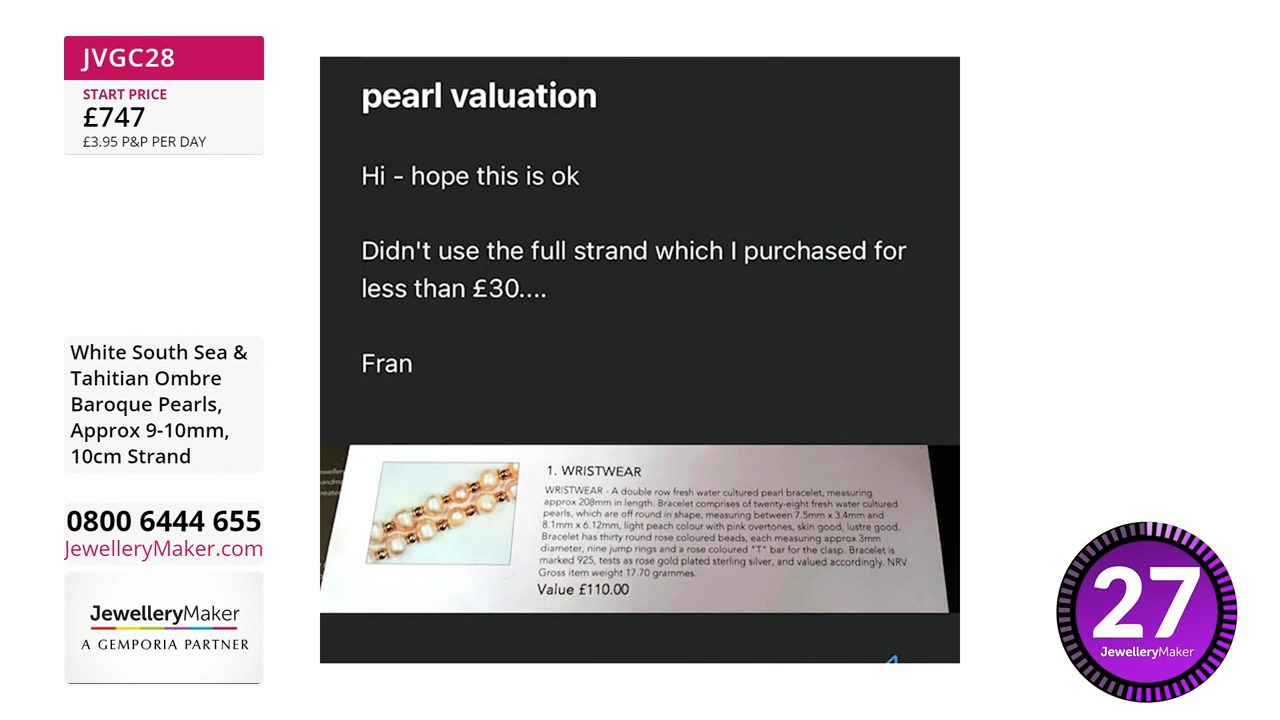 JVGC28
START PRICE
£747
£3.95 P&P PER DAY
White South Sea &
Tahitian Ombre
Baroque Pearls,
Approx 9-10mm,
10cm Strand
0800 6444 655
JewelleryMaker.com
JewelleryMaker
A GEMPORIA PARTNER
pearl valuation
Hi - hope this is ok
Didn't use the full strand which I purchased for
less than £30....
Fran
1. WRISTWEAR
WRISTWEAR - A double row fresh water cultured pearl bracelet, measuring
approx 208mm in length. Bracelet comprises of twenty-eight fresh water cultured
pearls, which are off round in shape, measuring between 7.5mm x 3.4mm and
8.1mm x 6.12mm, light peach colour with pink overtones, skin good, lustre good.
Bracelet has thirty round rose coloured beads, each measuring approx 3mm
diameter, nine jump rings and a rose coloured "T" bar for the clasp. Bracelet is
marked 925, tests as rose gold plated sterling silver, and valued accordingly. NRV
Gross item weight 17.70 grammes.
Value £110.00
27
JewelleryMaker